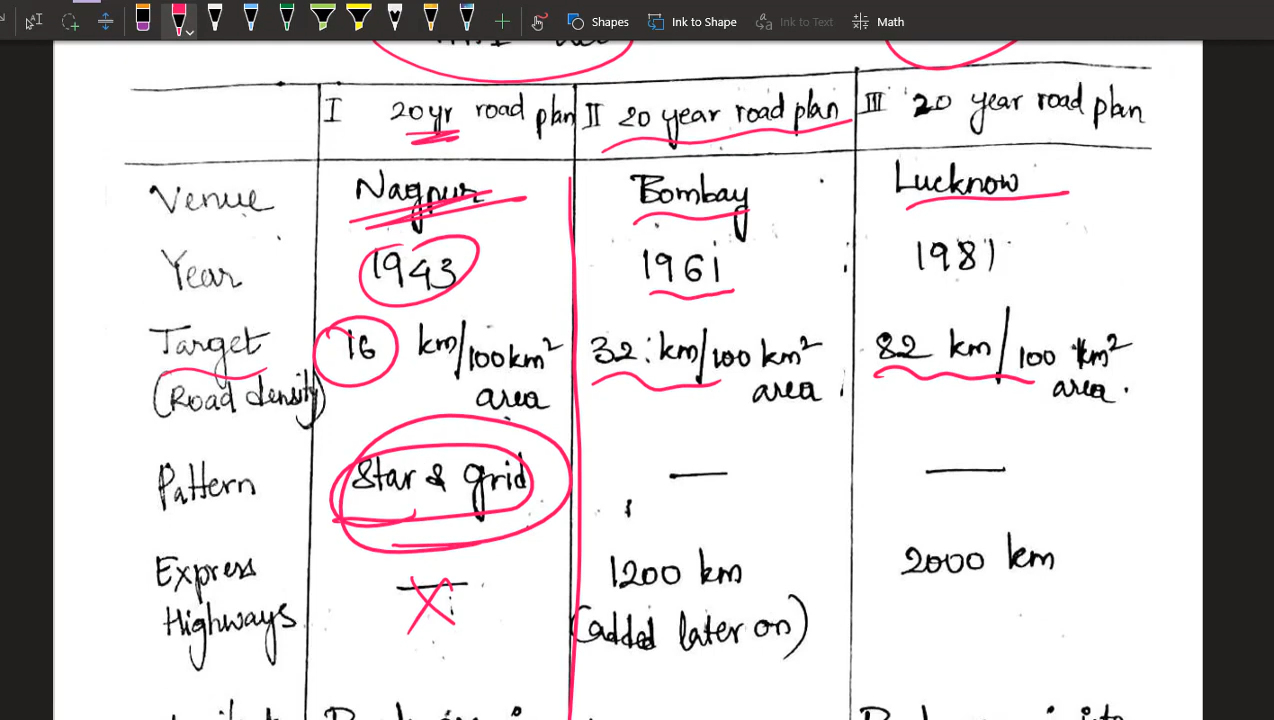 Shapes Ink to Shape Ink to Text Math
I 20yr road plan II 20 year road plan III 20 year road plan
Venue Nagpur Bombay Lucknow
Year 1943 1961 1981
Target 16 km/100km² 32 km/100 km² 82 km/100 km²
(Road density) area area area.
Pattern Star & grid — —
Express — 1200 km 2000 km
Highways (added later on)